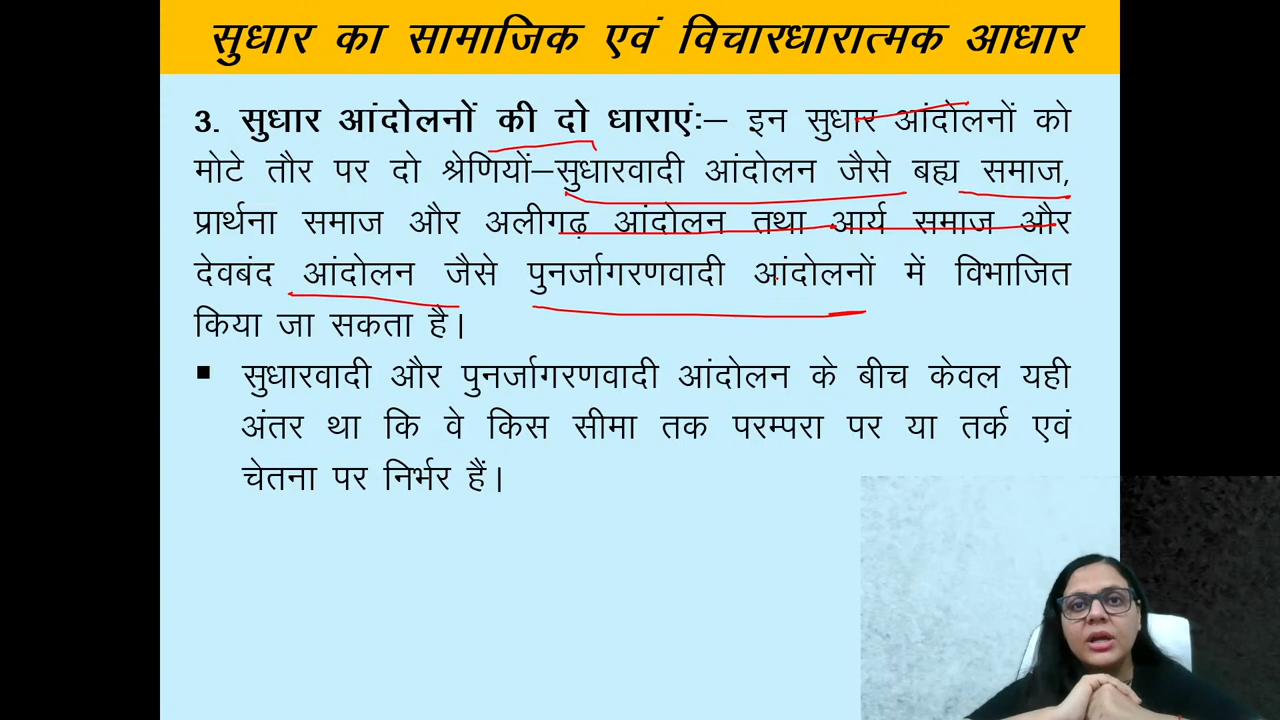 सुधार का सामाजिक एवं विचारधारात्मक आधार
3. सुधार आंदोलनों की दो धाराएं:– इन सुधार आंदोलनों को
मोटे तौर पर दो श्रेणियों–सुधारवादी आंदोलन जैसे बह्म समाज,
प्रार्थना समाज और अलीगढ़ आंदोलन तथा आर्य समाज और
देवबंद आंदोलन जैसे पुनर्जागरणवादी आंदोलनों में विभाजित
किया जा सकता है।
▪ सुधारवादी और पुनर्जागरणवादी आंदोलन के बीच केवल यही
अंतर था कि वे किस सीमा तक परम्परा पर या तर्क एवं
चेतना पर निर्भर हैं।